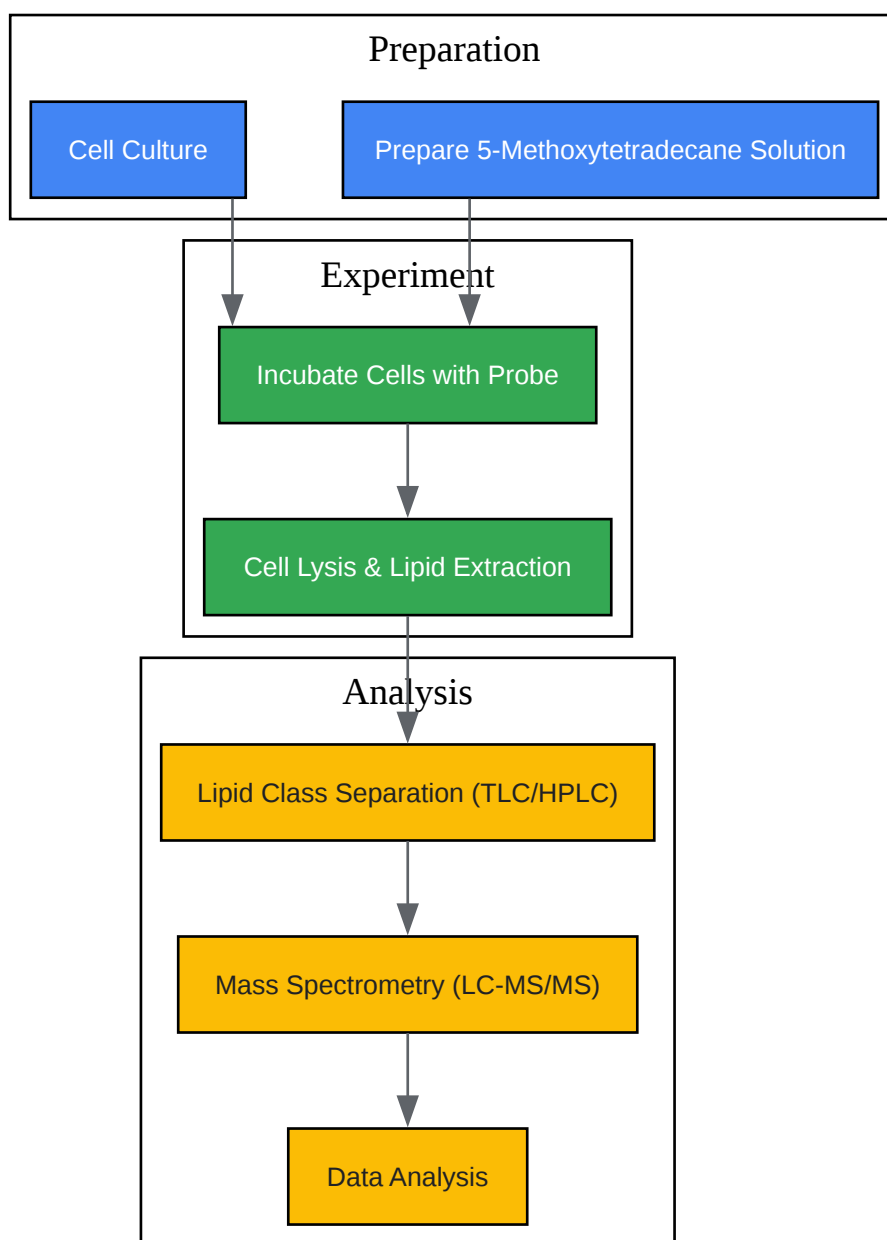 Preparation
Cell Culture
Prepare 5-Methoxytetradecane Solution
Experiment
Incubate Cells with Probe
Cell Lysis & Lipid Extraction
Analysis
Lipid Class Separation (TLC/HPLC)
Mass Spectrometry (LC-MS/MS)
Data Analysis